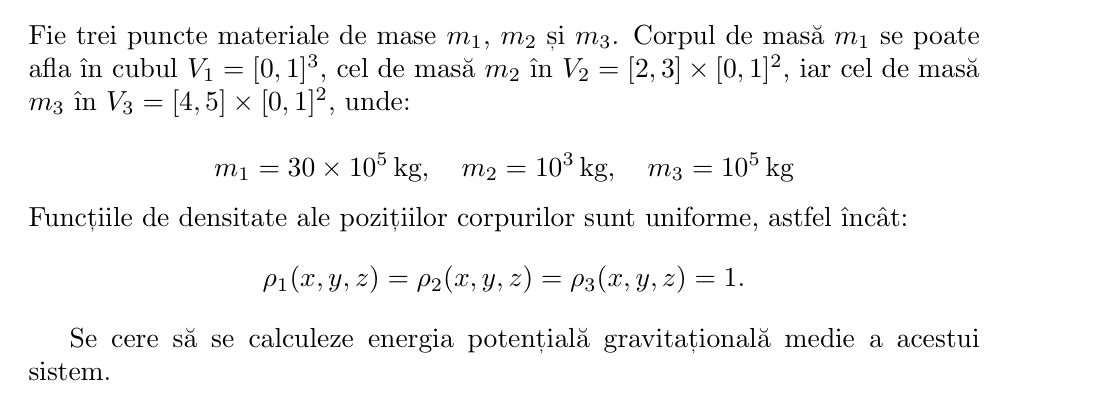 Fie trei puncte materiale de mase m₁, m₂ și m₃. Corpul de masă m₁ se poate
afla în cubul V₁ = [0, 1]³, cel de masă m₂ în V₂ = [2, 3] × [0, 1]², iar cel de masă
m₃ în V₃ = [4, 5] × [0, 1]², unde:
m₁ = 30 × 10⁵ kg, m₂ = 10³ kg, m₃ = 10⁵ kg
Funcțiile de densitate ale pozițiilor corpurilor sunt uniforme, astfel încât:
ρ₁(x, y, z) = ρ₂(x, y, z) = ρ₃(x, y, z) = 1.
Se cere să se calculeze energia potențială gravitațională medie a acestui
sistem.